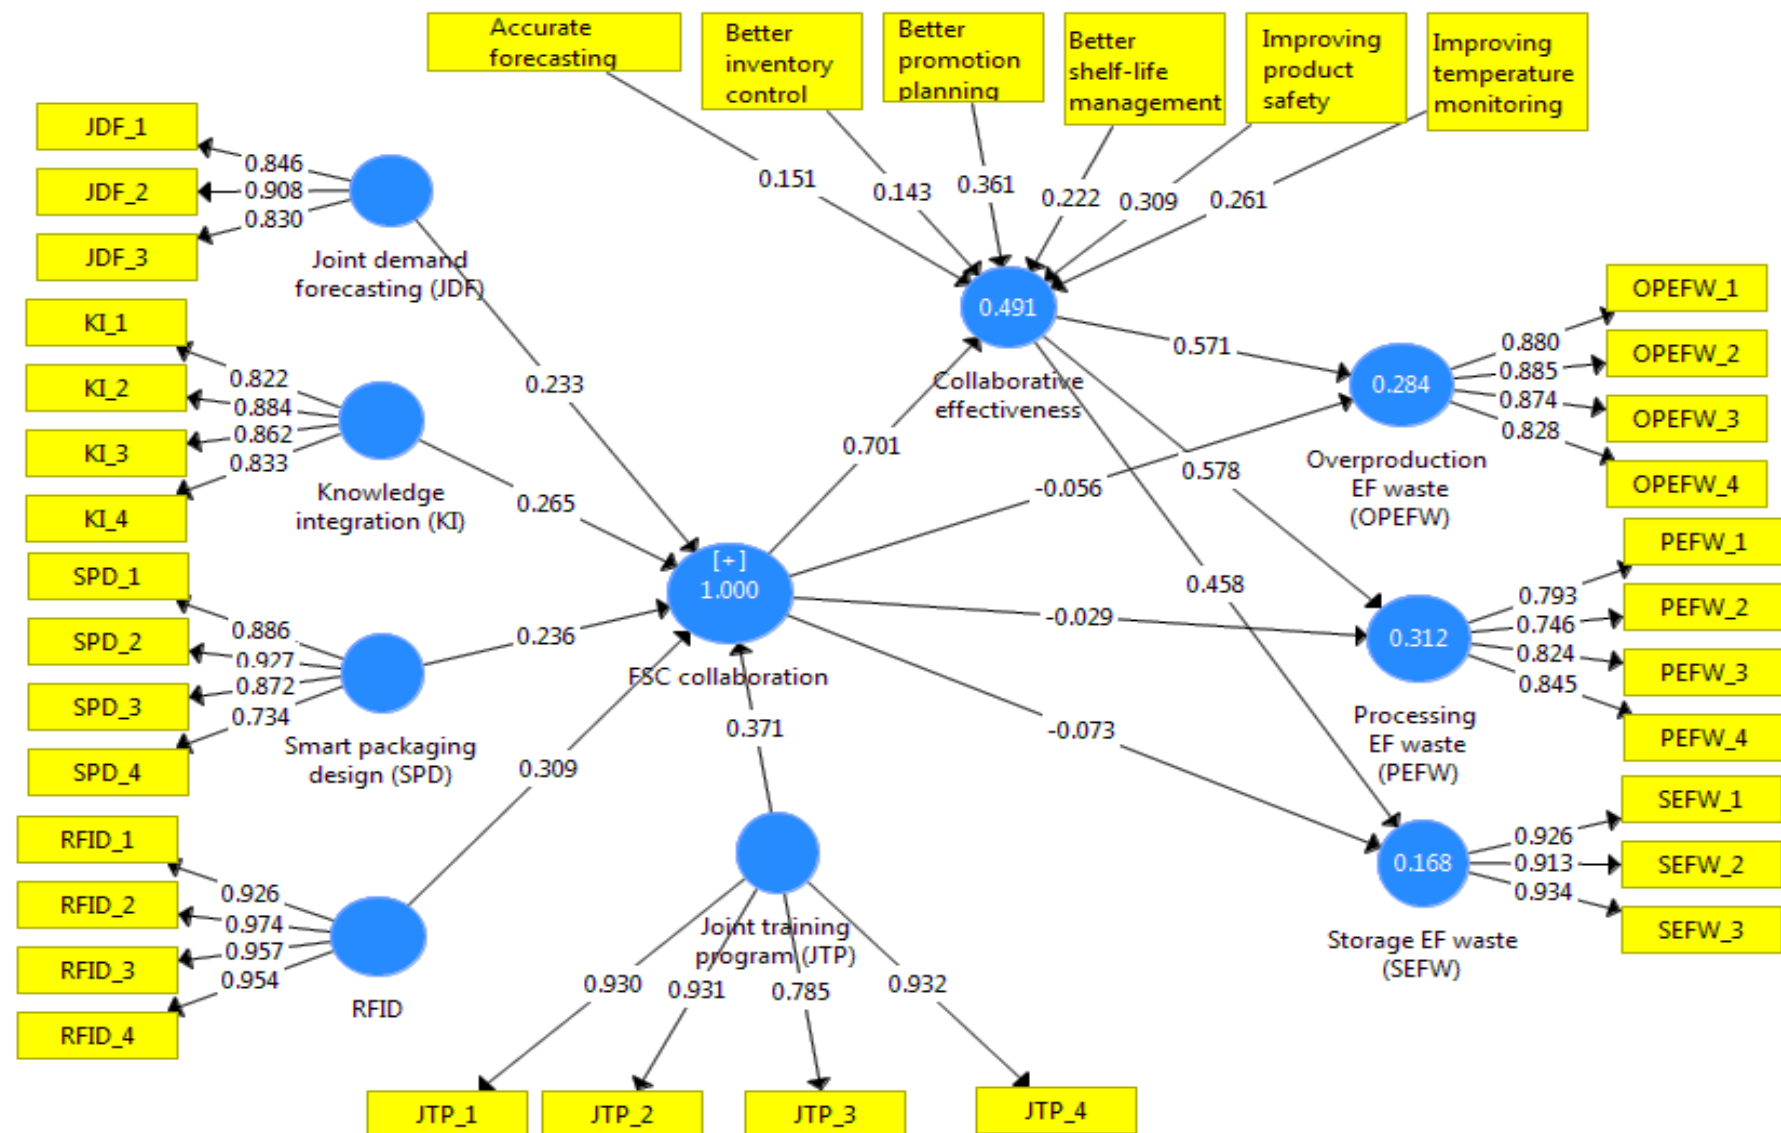 Accurate
forecasting
Better
inventory
control
Better
promotion
planning
Better
shelf-life
management
Improving
product
safety
Improving
temperature
monitoring
0.151
0.143
0.361
0.222
0.309
0.261
JDF_1
JDF_2
JDF_3
0.846
0.908
0.830
Joint demand
forecasting (JDF)
0.233
KI_1
KI_2
KI_3
KI_4
0.822
0.884
0.862
0.833
Knowledge
integration (KI)
0.265
SPD_1
SPD_2
SPD_3
SPD_4
0.886
0.927
0.872
0.734
Smart packaging
design (SPD)
0.236
RFID_1
RFID_2
RFID_3
RFID_4
0.926
0.974
0.957
0.954
RFID
0.309
[+]
1.000
FSC collaboration
0.371
Joint training
program (JTP)
0.930
0.931
0.785
0.932
JTP_1
JTP_2
JTP_3
JTP_4
0.491
Collaborative
effectiveness
0.701
0.571
-0.056
0.578
0.458
-0.029
-0.073
0.284
Overproduction
EF waste
(OPEFW)
0.880
0.885
0.874
0.828
OPEFW_1
OPEFW_2
OPEFW_3
OPEFW_4
0.312
Processing
EF waste
(PEFW)
0.793
0.746
0.824
0.845
PEFW_1
PEFW_2
PEFW_3
PEFW_4
0.168
Storage EF waste
(SEFW)
0.926
0.913
0.934
SEFW_1
SEFW_2
SEFW_3